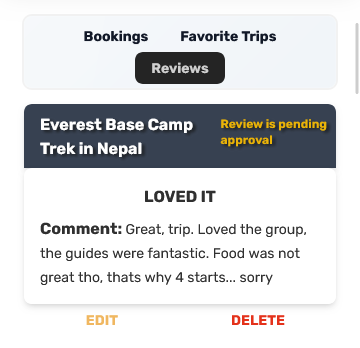 Bookings Favorite Trips
Reviews
Everest Base Camp
Trek in Nepal
Review is pending
approval
LOVED IT
Comment: Great, trip. Loved the group,
the guides were fantastic. Food was not
great tho, thats why 4 starts... sorry
EDIT DELETE